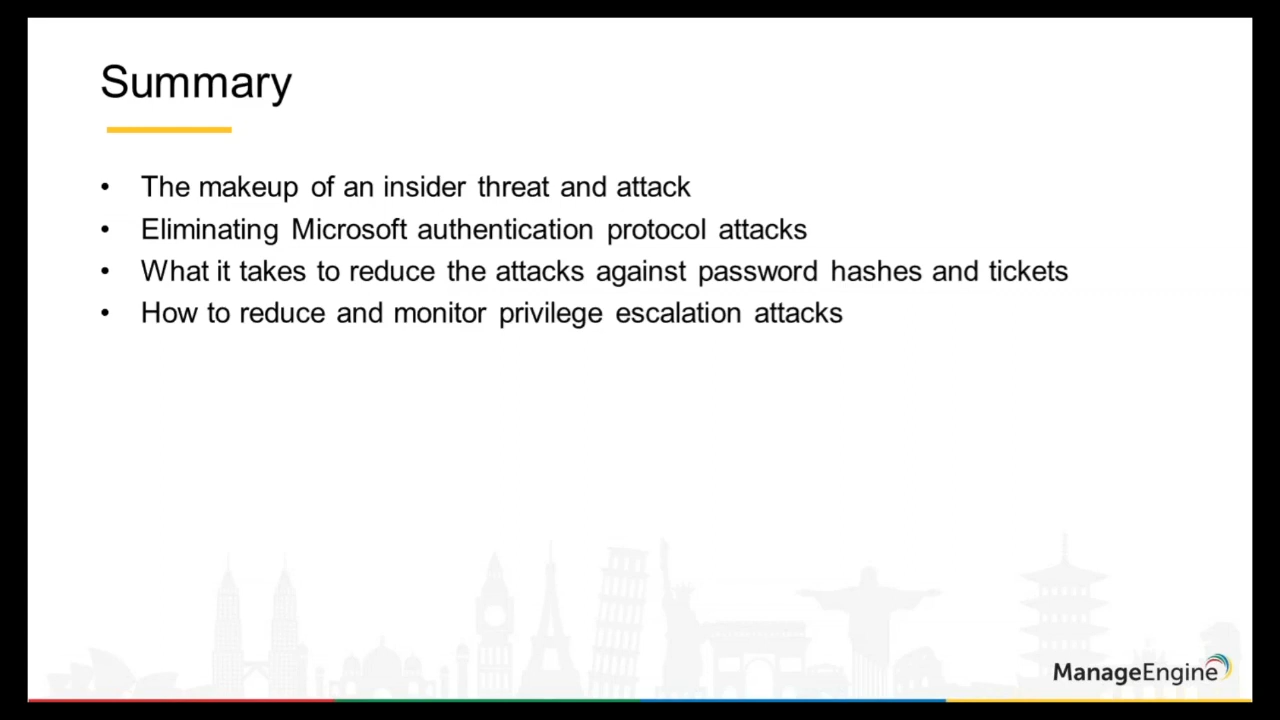 Summary
• The makeup of an insider threat and attack
• Eliminating Microsoft authentication protocol attacks
• What it takes to reduce the attacks against password hashes and tickets
• How to reduce and monitor privilege escalation attacks
ManageEngine